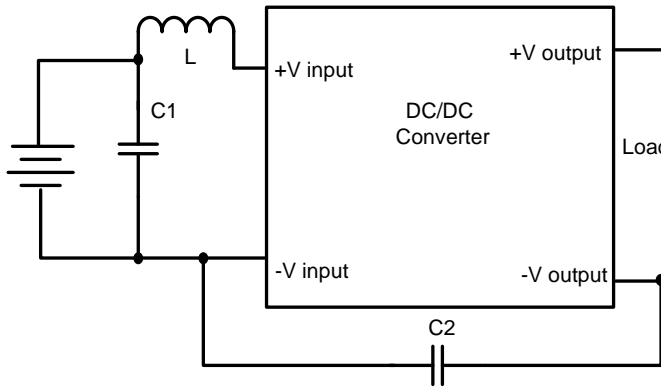 L
+V input
+V output
C1
DC/DC
Converter
-V input
-V output
C2